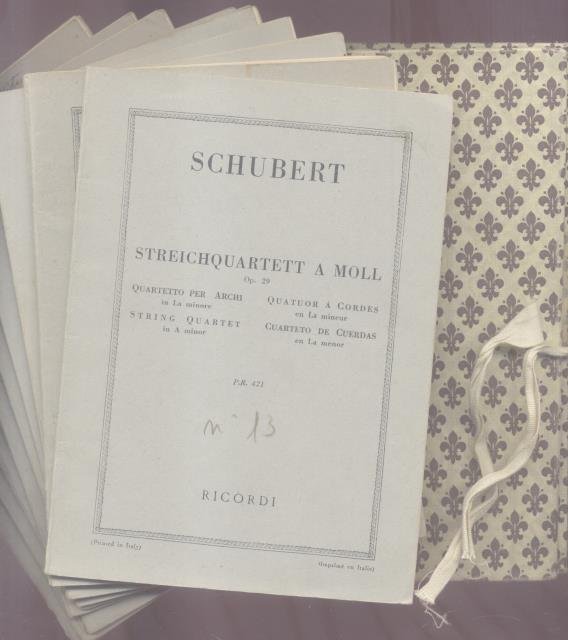 SCHUBERT
STREICHQUARTETT A MOLL
Op. 29
QUARTETTO PER ARCHI
in La minore
QUATUOR A CORDES
en La mineur
STRING QUARTET
in A minor
CUARTETO DE CUERDAS
en La menor
P.R. 421
n° 13
RICORDI
(Printed in Italy)
(Imprimé en Italie)